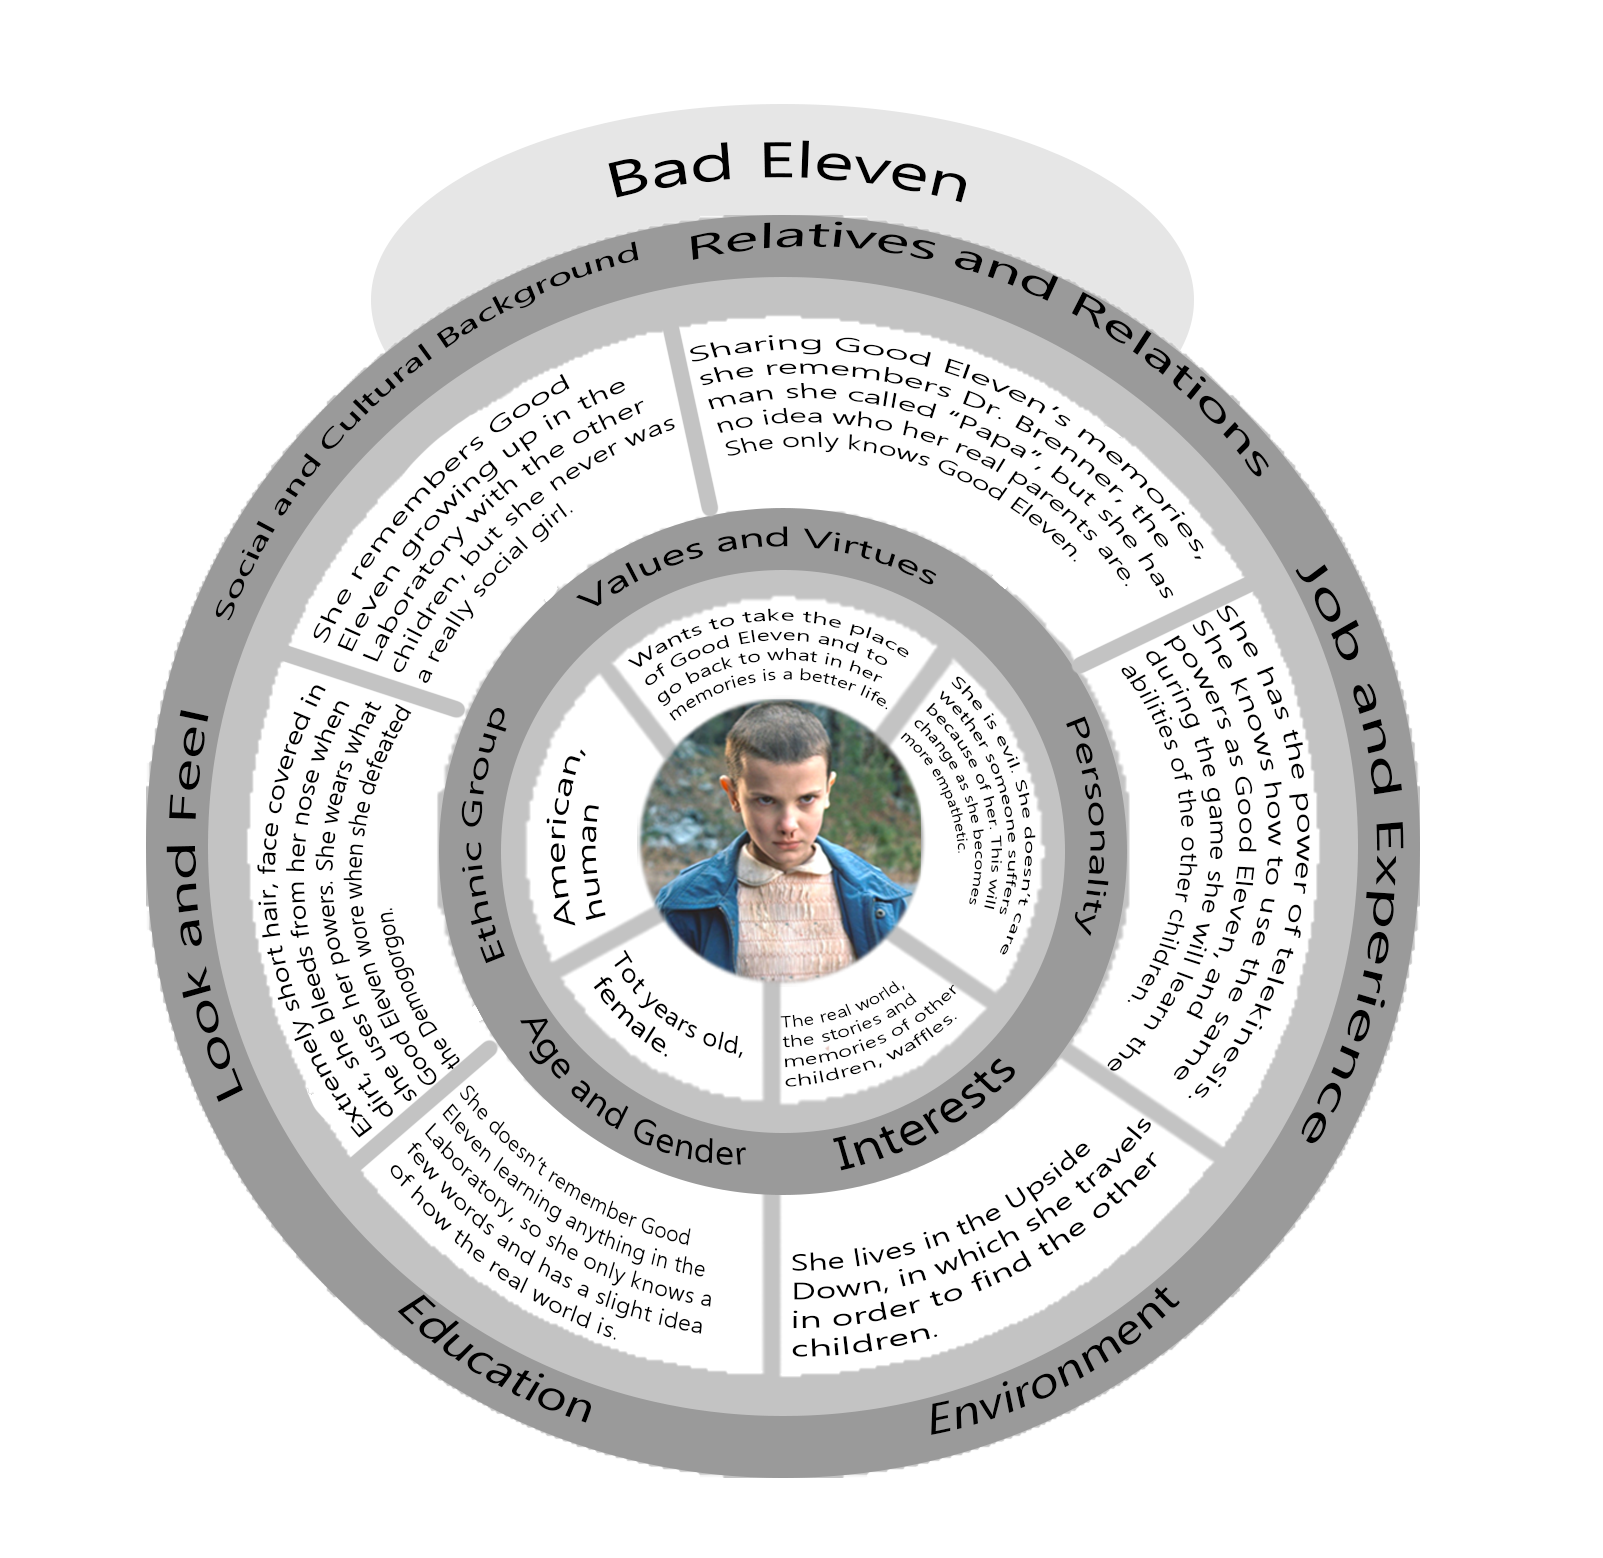 Bad Eleven
Social and Cultural Background
She remembers Good
Eleven growing up in the
Laboratory with the other
children, but she never was
a really social girl.
Relatives and Relations
Sharing Good Eleven's memories,
she remembers Dr. Brenner, the
man she called “Papa”, but she has
no idea who her real parents are.
She only knows Good Eleven.
Job and Experience
She has the power of telekinesis.
She knows how to use the same
powers as Good Eleven, and
during the game she will learn the
abilities of the other children.
Environment
She lives in the Upside
Down, in which she travels
in order to find the other
children.
Education
She doesn't remember Good
Eleven learning anything in the
Laboratory, so she only knows a
few words and has a slight idea
of how the real world is.
Look and Feel
Extremely short hair, face covered in
dirt, she bleeds from her nose when
she uses her powers. She wears what
Good Eleven wore when she defeated
the Demogorgon.
Values and Virtues
Wants to take the place
of Good Eleven and to
go back to what in her
memories is a better life.
Personality
She is evil. She doesn't care
wether someone suffers
because of her. This will
change as she becomes
more empathetic.
Interests
The real world,
the stories and
memories of other
children, waffles.
Age and Gender
Tot years old,
female.
Ethnic Group
American,
human